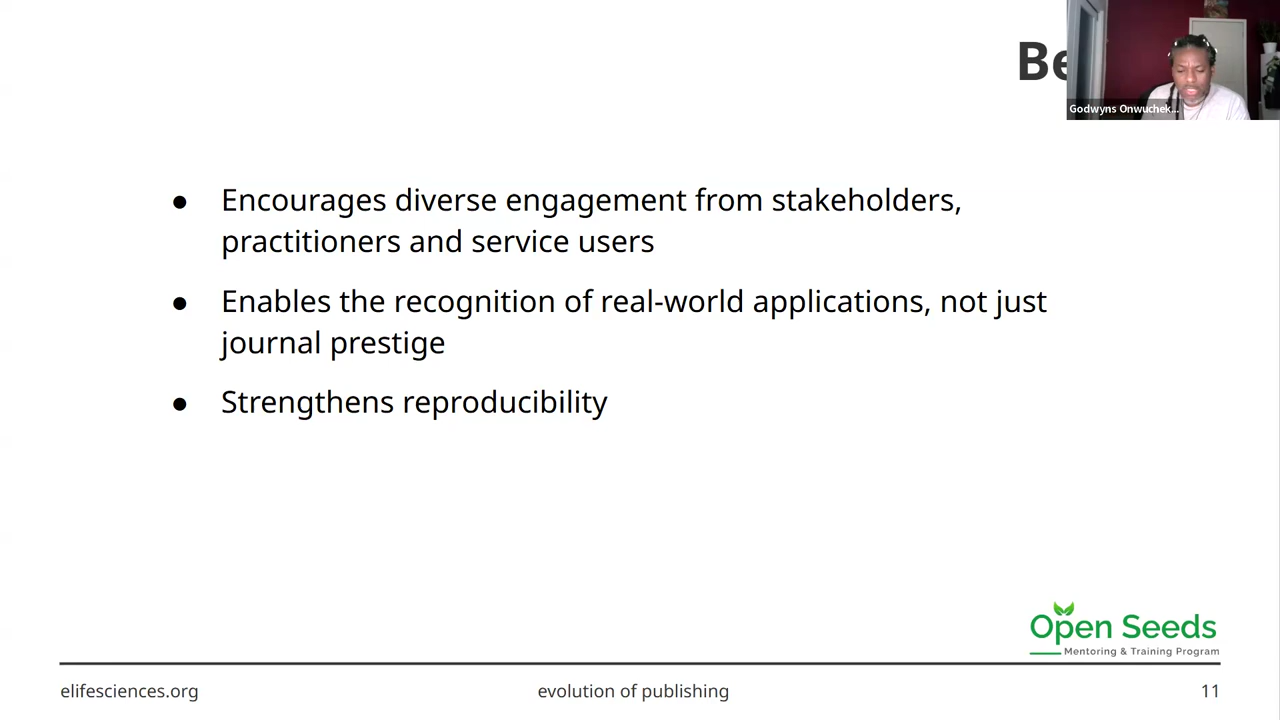 Be
Godwyns Onwuchek...
● Encourages diverse engagement from stakeholders,
practitioners and service users
● Enables the recognition of real-world applications, not just
journal prestige
● Strengthens reproducibility
Open Seeds
Mentoring & Training Program
elifesciences.org
evolution of publishing
11